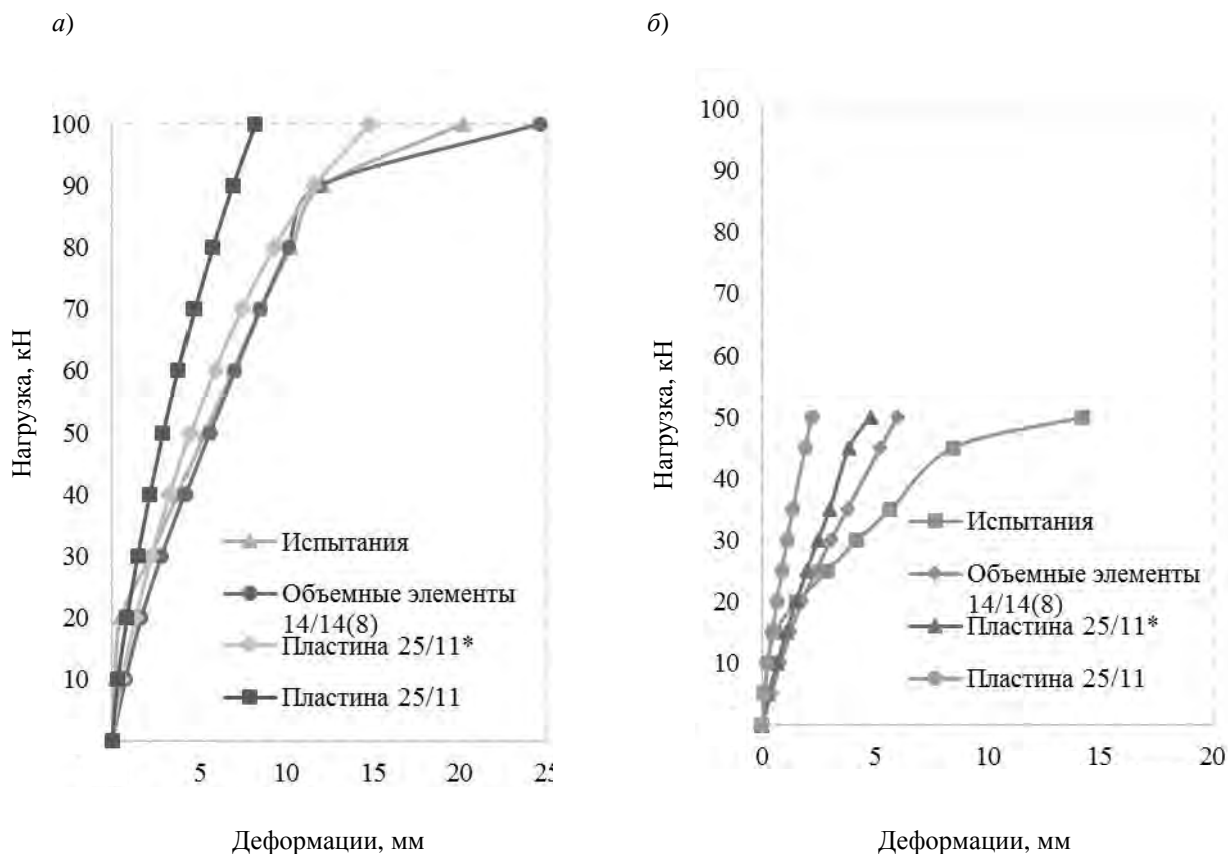 а)
100
90
80
70
60
50
40
30
20
10
Нагрузка, кН
Испытания
Объемные элементы
14/14(8)
Пластина 25/11*
Пластина 25/11
5
10
15
20
25
Деформации, мм
б)
100
90
80
70
60
50
40
30
20
10
Нагрузка, кН
Испытания
Объемные элементы
14/14(8)
Пластина 25/11*
Пластина 25/11
0
5
10
15
20
Деформации, мм